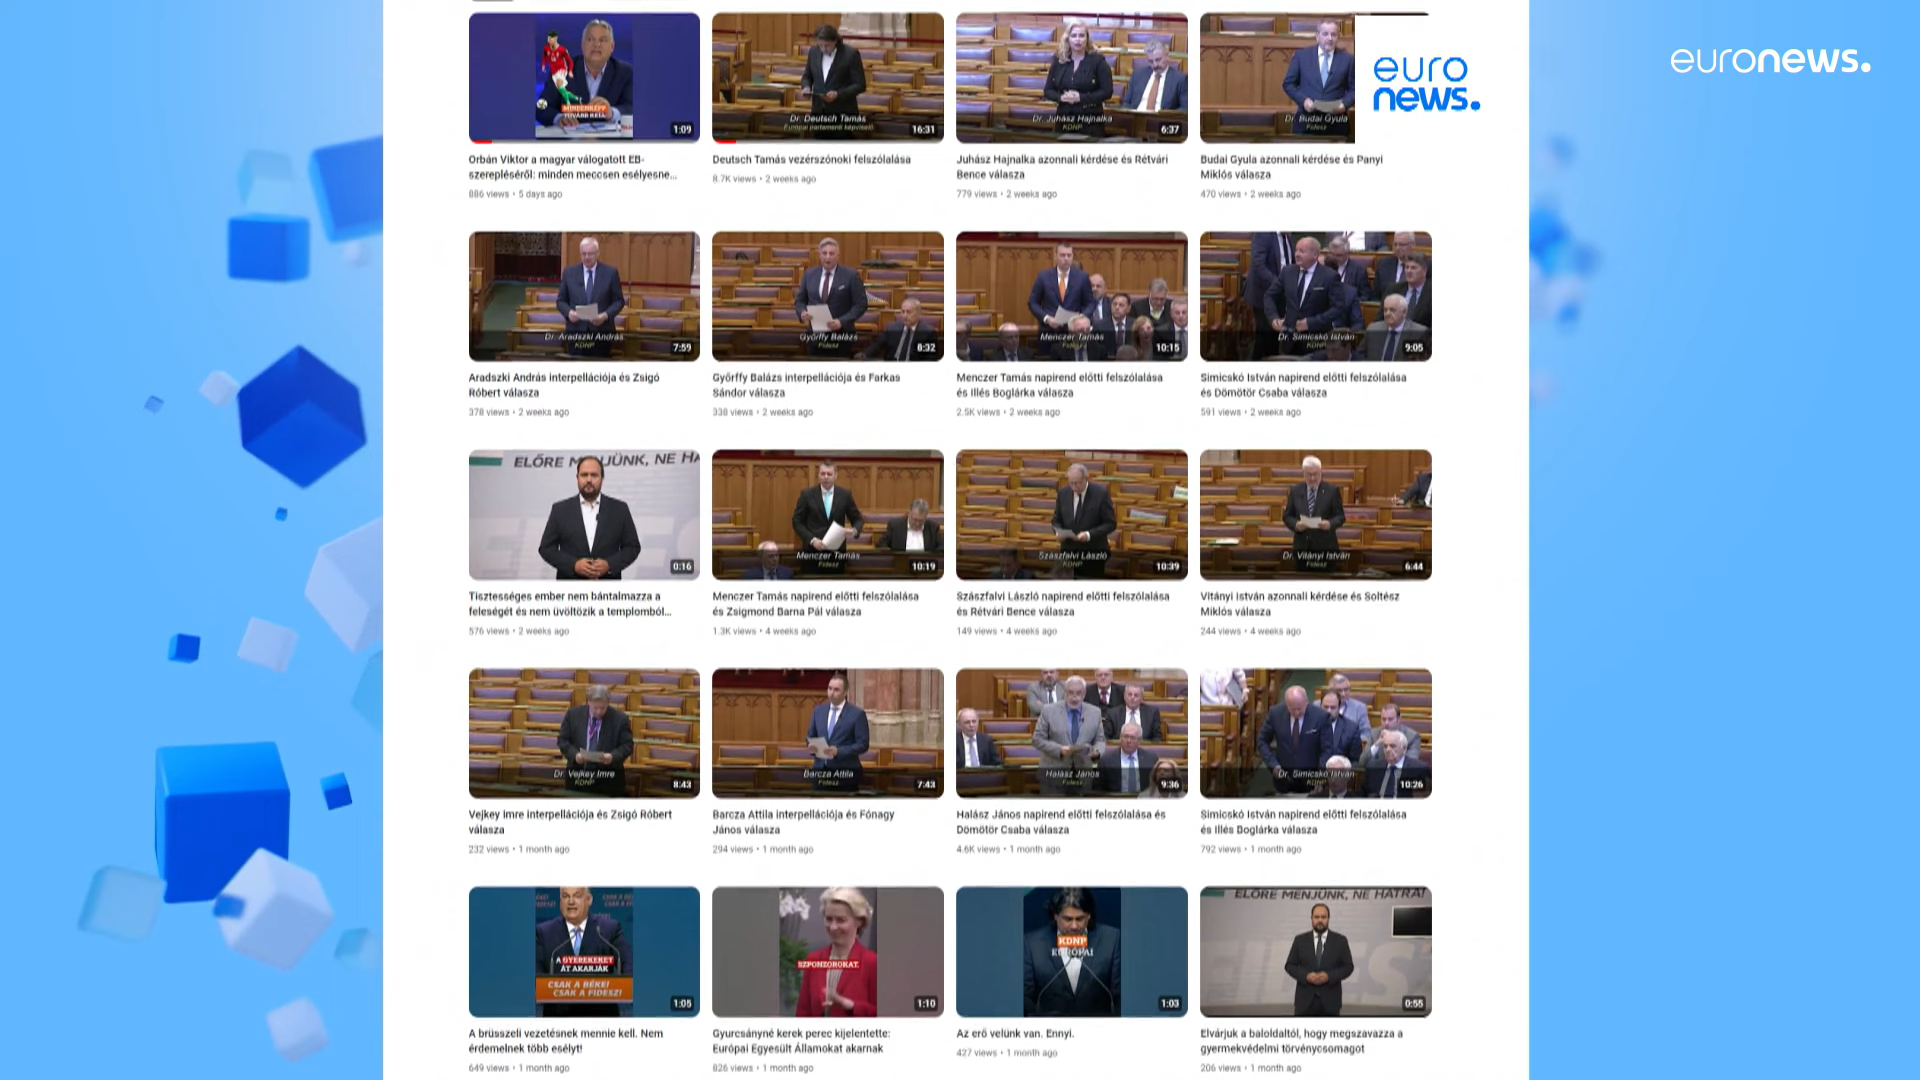 euronews.
euro
news.
MINDENKÉPP
TOVÁBB KELL
1:09
Dr. Deutsch Tamás
Európai parlamenti képviselő
16:31
Dr. Juhász Hajnalka
KDNP
6:37
Dr. Budai Gyula
Fidesz
Orbán Viktor a magyar válogatott EB-
szerepléséről: minden meccsen esélyesne...
886 views • 5 days ago
Deutsch Tamás vezérszónoki felszólalása
8.7K views • 2 weeks ago
Juhász Hajnalka azonnali kérdése és Rétvári
Bence válasza
779 views • 2 weeks ago
Budai Gyula azonnali kérdése és Panyi
Miklós válasza
470 views • 2 weeks ago
Dr. Aradszki András
KDNP
7:59
Győrffy Balázs
Fidesz
8:32
Menczer Tamás
Fidesz
10:15
Dr. Simicskó István
KDNP
9:05
Aradszki András interpellációja és Zsigó
Róbert válasza
378 views • 2 weeks ago
Győrffy Balázs interpellációja és Farkas
Sándor válasza
338 views • 2 weeks ago
Menczer Tamás napirend előtti felszólalása
és Illés Boglárka válasza
2.5K views • 2 weeks ago
Simicskó István napirend előtti felszólalása
és Dömötör Csaba válasza
591 views • 2 weeks ago
ELŐRE MENJÜNK, NE HÁ
0:16
Menczer Tamás
Fidesz
10:19
Szászfalvi László
KDNP
10:39
Dr. Vitányi István
Fidesz
6:44
Tisztességes ember nem bántalmazza a
feleségét és nem üvöltözik a templomból...
576 views • 2 weeks ago
Menczer Tamás napirend előtti felszólalása
és Zsigmond Barna Pál válasza
1.3K views • 4 weeks ago
Szászfalvi László napirend előtti felszólalása
és Rétvári Bence válasza
149 views • 4 weeks ago
Vitányi István azonnali kérdése és Soltész
Miklós válasza
244 views • 4 weeks ago
Dr. Vejkey Imre
KDNP
8:43
Barcza Attila
Fidesz
7:43
Halász János
Fidesz
9:36
Dr. Simicskó István
KDNP
10:26
Vejkey Imre interpellációja és Zsigó Róbert
válasza
232 views • 1 month ago
Barcza Attila interpellációja és Fónagy
János válasza
294 views • 1 month ago
Halász János napirend előtti felszólalása és
Dömötör Csaba válasza
4.6K views • 1 month ago
Simicskó István napirend előtti felszólalása
és Illés Boglárka válasza
792 views • 1 month ago
A GYEREKEKET
ÁT AKARJÁK
CSAK A BÉKE!
CSAK A FIDESZ!
1:05
SZPONZOROKAT.
1:10
KDNP
EURÓPAI
1:03
ELŐRE MENJÜNK, NE HÁTRA!
0:55
A brüsszeli vezetésnek mennie kell. Nem
érdemelnek több esélyt!
649 views • 1 month ago
Gyurcsányné kerek perec kijelentette:
Európai Egyesült Államokat akarnak
826 views • 1 month ago
Az erő velünk van. Ennyi.
427 views • 1 month ago
Elvárjuk a baloldaltól, hogy megszavazza a
gyermekvédelmi törvénycsomagot
206 views • 1 month ago